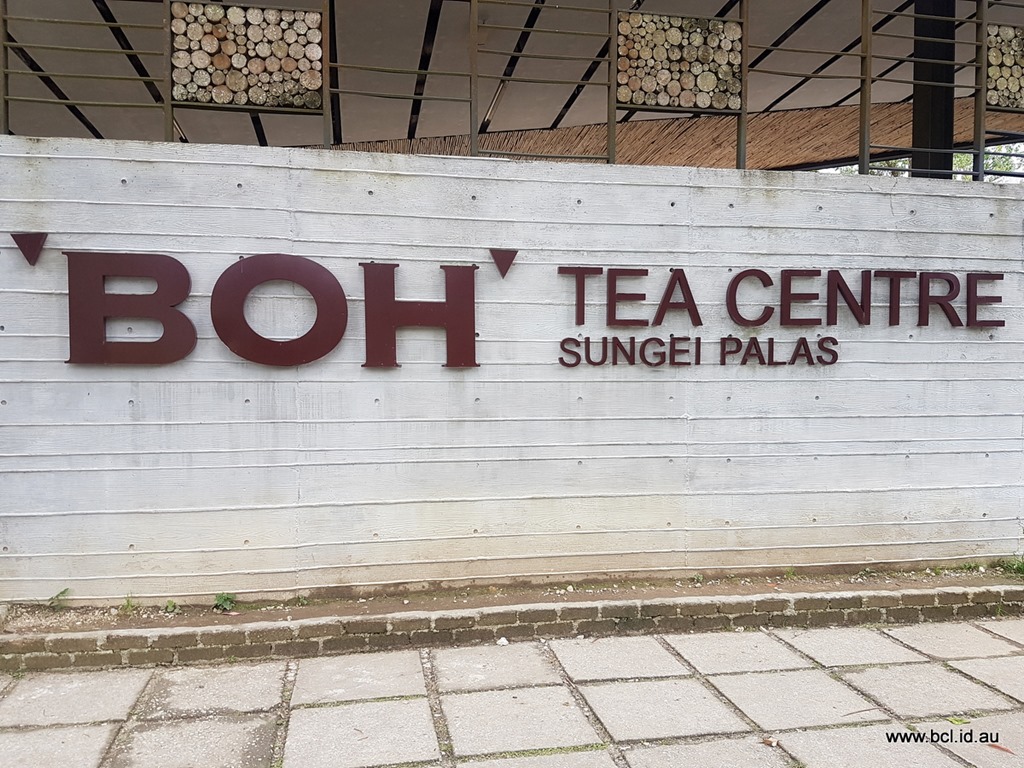 BOH TEA CENTRE
SUNGEI PALAS
www.bcl.id.au